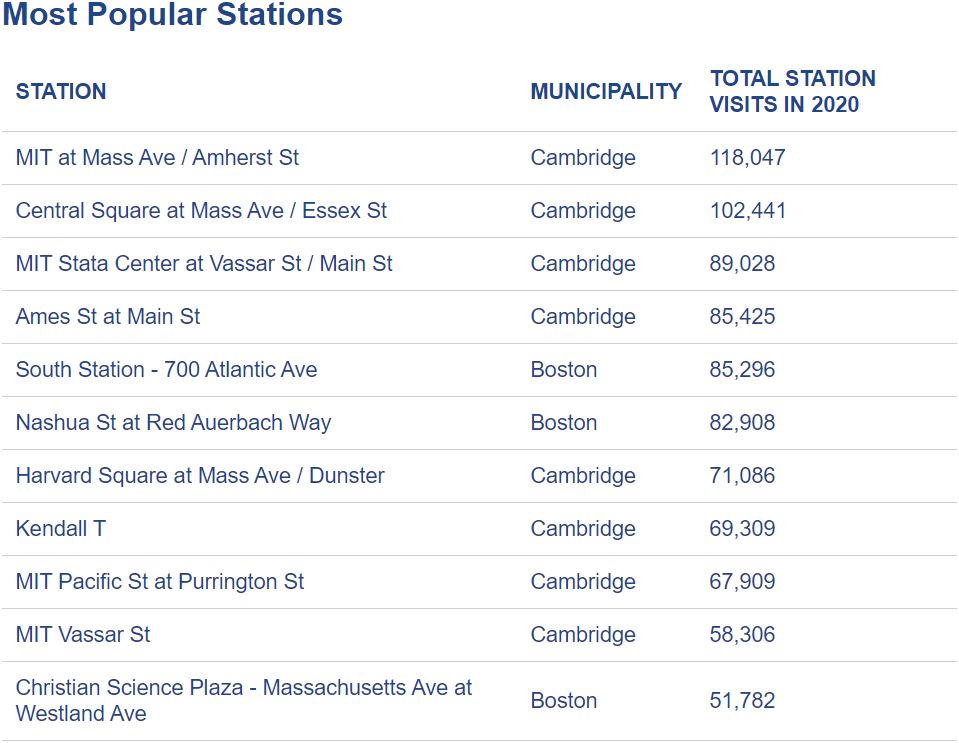 Most Popular Stations
STATION MUNICIPALITY TOTAL STATION
VISITS IN 2020
MIT at Mass Ave / Amherst St Cambridge 118,047
Central Square at Mass Ave / Essex St Cambridge 102,441
MIT Stata Center at Vassar St / Main St Cambridge 89,028
Ames St at Main St Cambridge 85,425
South Station - 700 Atlantic Ave Boston 85,296
Nashua St at Red Auerbach Way Boston 82,908
Harvard Square at Mass Ave / Dunster Cambridge 71,086
Kendall T Cambridge 69,309
MIT Pacific St at Purrington St Cambridge 67,909
MIT Vassar St Cambridge 58,306
Christian Science Plaza - Massachusetts Ave at
Westland Ave Boston 51,782